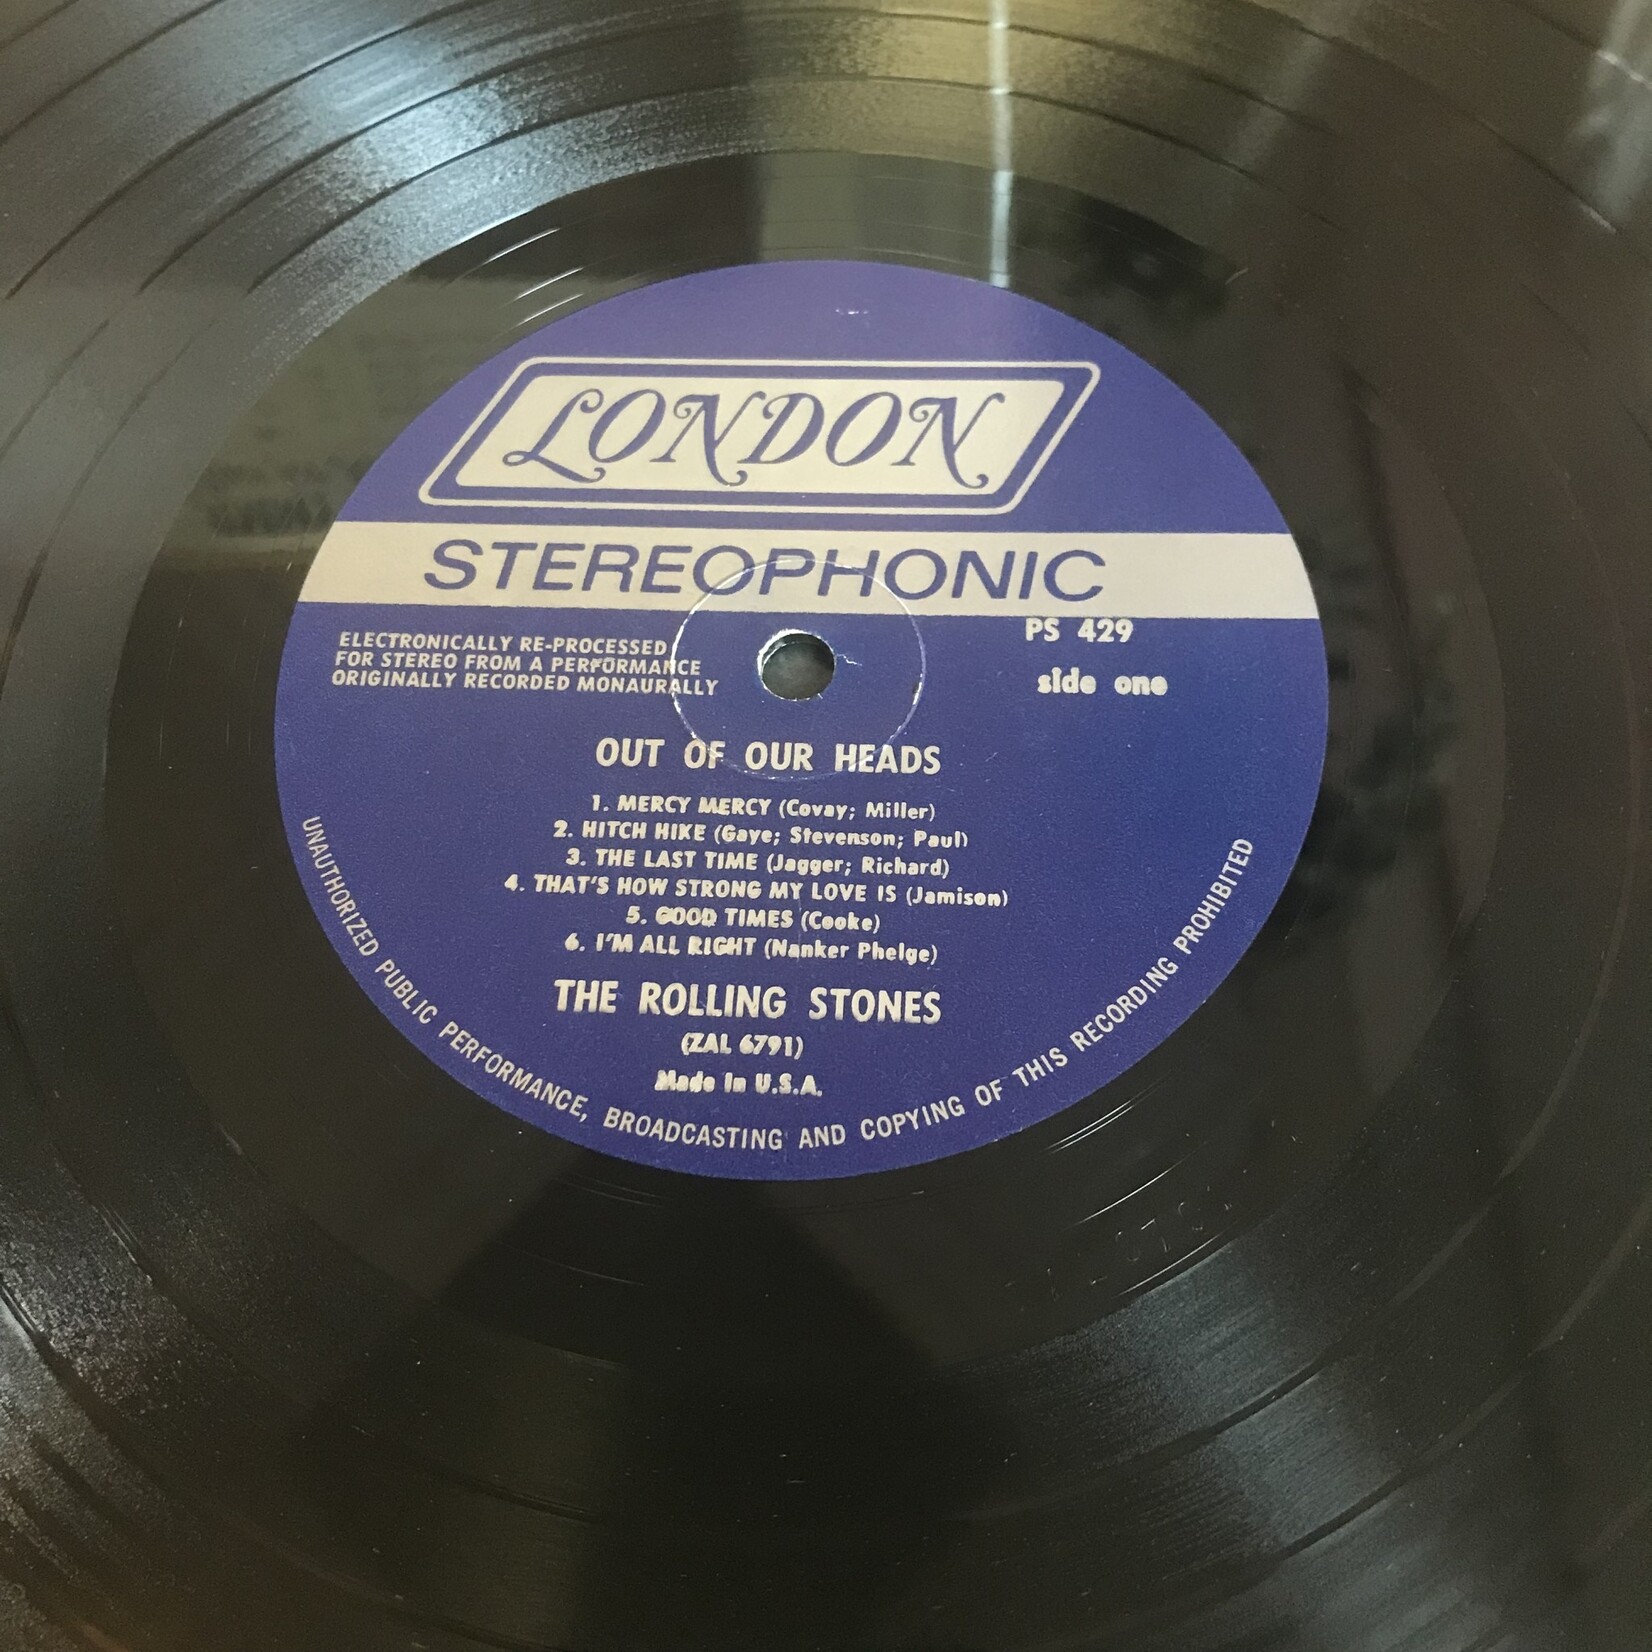 LONDON
STEREOPHONIC
PS 429
side one
ELECTRONICALLY RE-PROCESSED
FOR STEREO FROM A PERFORMANCE
ORIGINALLY RECORDED MONAURALLY
OUT OF OUR HEADS
1. MERCY MERCY (Covay; Miller)
2. HITCH HIKE (Gaye; Stevenson; Paul)
3. THE LAST TIME (Jagger; Richard)
4. THAT'S HOW STRONG MY LOVE IS (Jamison)
5. GOOD TIMES (Cooke)
6. I'M ALL RIGHT (Nanker Phelge)
THE ROLLING STONES
(ZAL 6791)
Made in U.S.A.
UNAUTHORIZED PUBLIC PERFORMANCE, BROADCASTING AND COPYING OF THIS RECORDING PROHIBITED